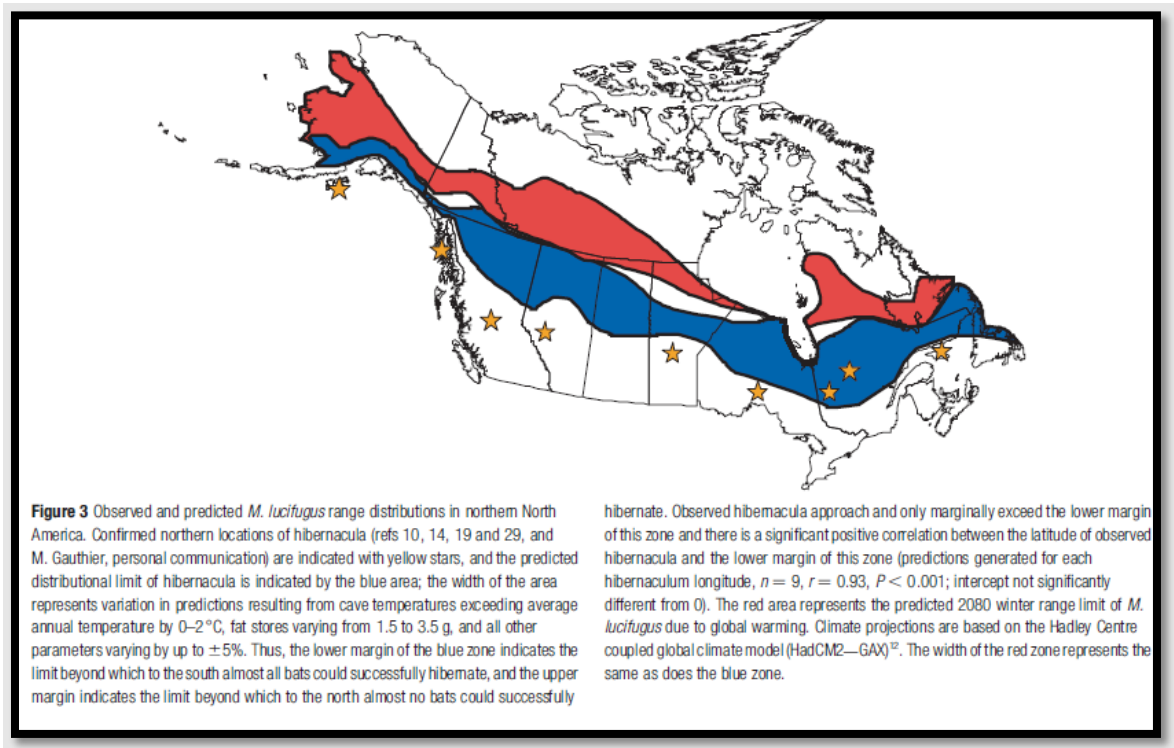 Figure 3 Observed and predicted M. lucifugus range distributions in northern North
America. Confirmed northern locations of hibernacula (refs 10, 14, 19 and 29, and
M. Gauthier, personal communication) are indicated with yellow stars, and the predicted
distributional limit of hibernacula is indicated by the blue area; the width of the area
represents variation in predictions resulting from cave temperatures exceeding average
annual temperature by 0–2°C, fat stores varying from 1.5 to 3.5 g, and all other
parameters varying by up to ±5%. Thus, the lower margin of the blue zone indicates the
limit beyond which to the south almost all bats could successfully hibernate, and the upper
margin indicates the limit beyond which to the north almost no bats could successfully
hibernate. Observed hibernacula approach and only marginally exceed the lower margin
of this zone and there is a significant positive correlation between the latitude of observed
hibernacula and the lower margin of this zone (predictions generated for each
hibernaculum longitude, n = 9, r = 0.93, P < 0.001; intercept not significantly
different from 0). The red area represents the predicted 2080 winter range limit of M.
lucifugus due to global warming. Climate projections are based on the Hadley Centre
coupled global climate model (HadCM2—GAX)12. The width of the red zone represents the
same as does the blue zone.